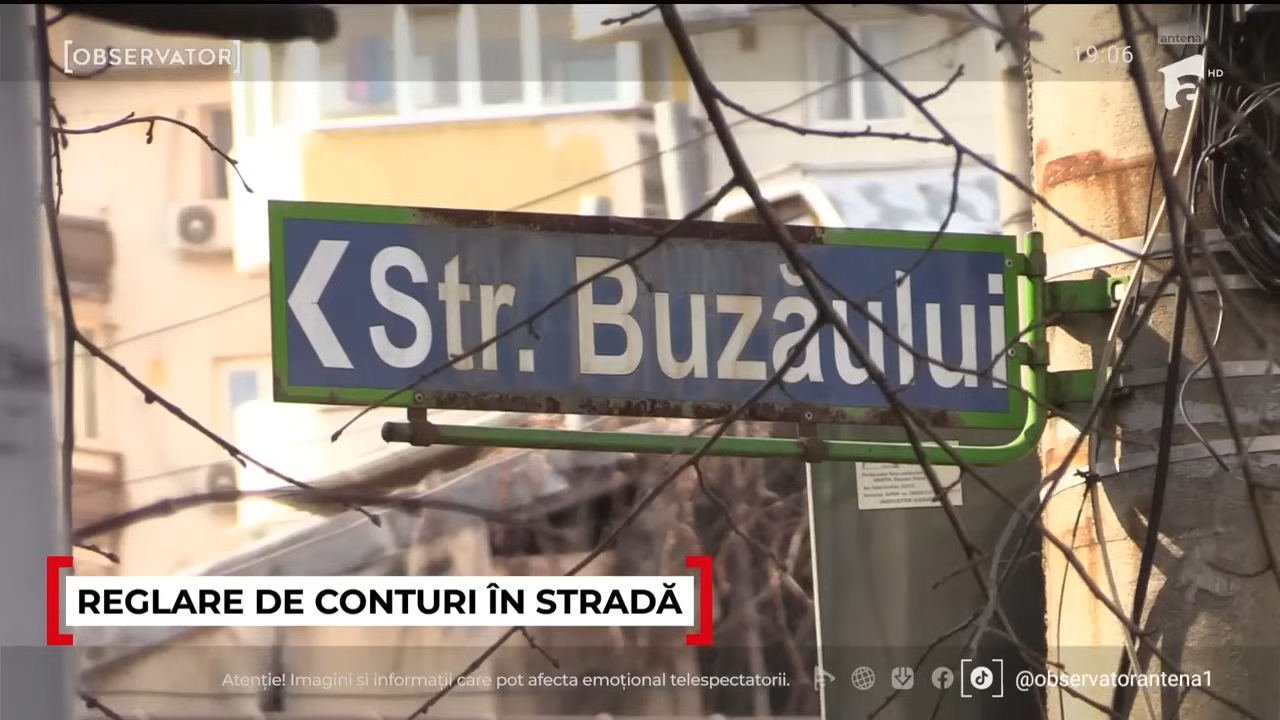 [OBSERVATOR]
antena
19:06
HD
Str. Buzăului
REGLARE DE CONTURI ÎN STRADĂ
Atenție! Imagini și informații care pot afecta emoțional telespectatorii.
@observatorantena1